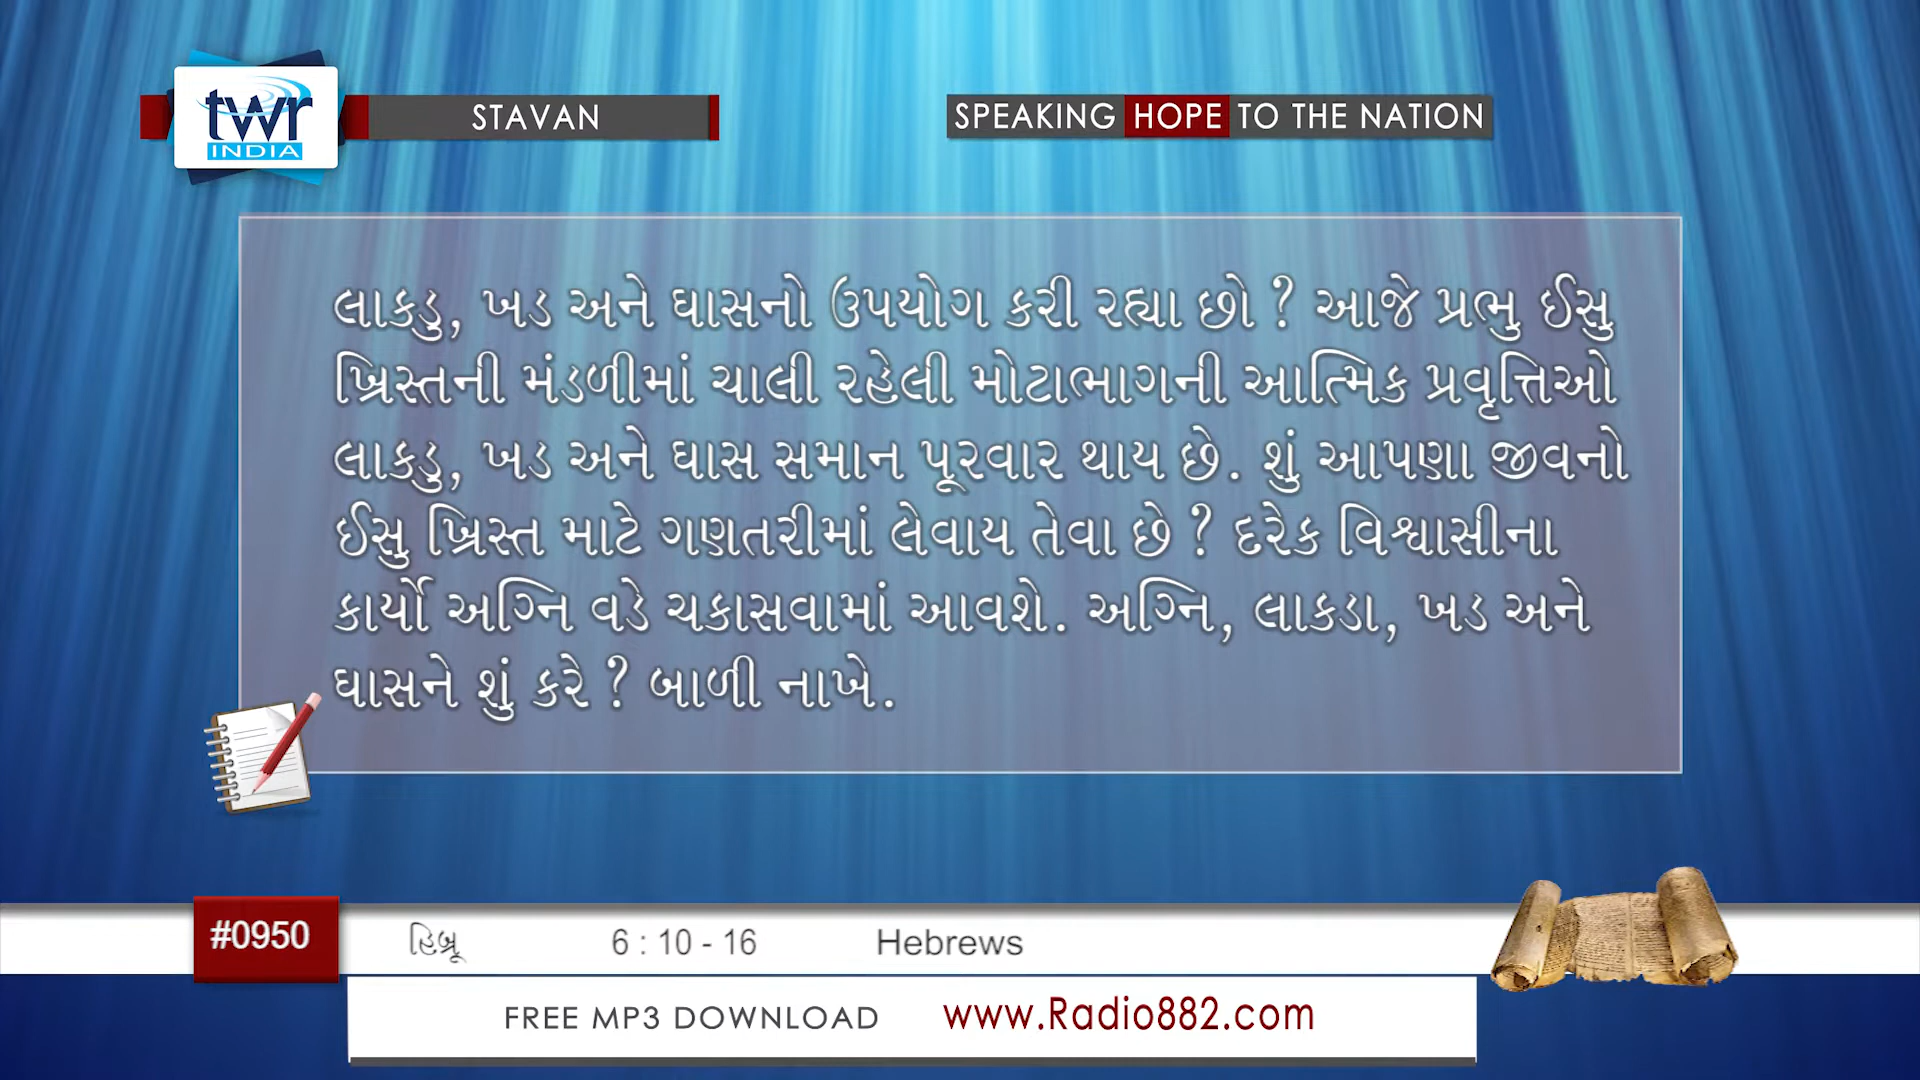 twr
INDIA
STAVAN
SPEAKING HOPE TO THE NATION
લાકડુ, ખડ અને ઘાસનો ઉપયોગ કરી રહ્યા છો ? આજે પ્રભુ ઈસુ
ખ્રિસ્તની મંડળીમાં ચાલી રહેલી મોટાભાગની આત્મિક પ્રવૃત્તિઓ
લાકડુ, ખડ અને ઘાસ સમાન પૂરવાર થાય છે. શું આપણા જીવનો
ઈસુ ખ્રિસ્ત માટે ગણતરીમાં લેવાય તેવા છે ? દરેક વિશ્વાસીના
કાર્યો અગ્નિ વડે ચકાસવામાં આવશે. અગ્નિ, લાકડા, ખડ અને
ઘાસને શું કરે ? બાળી નાખે.
#0950
હિબ્રૂ 6 : 10 - 16 Hebrews
FREE MP3 DOWNLOAD www.Radio882.com